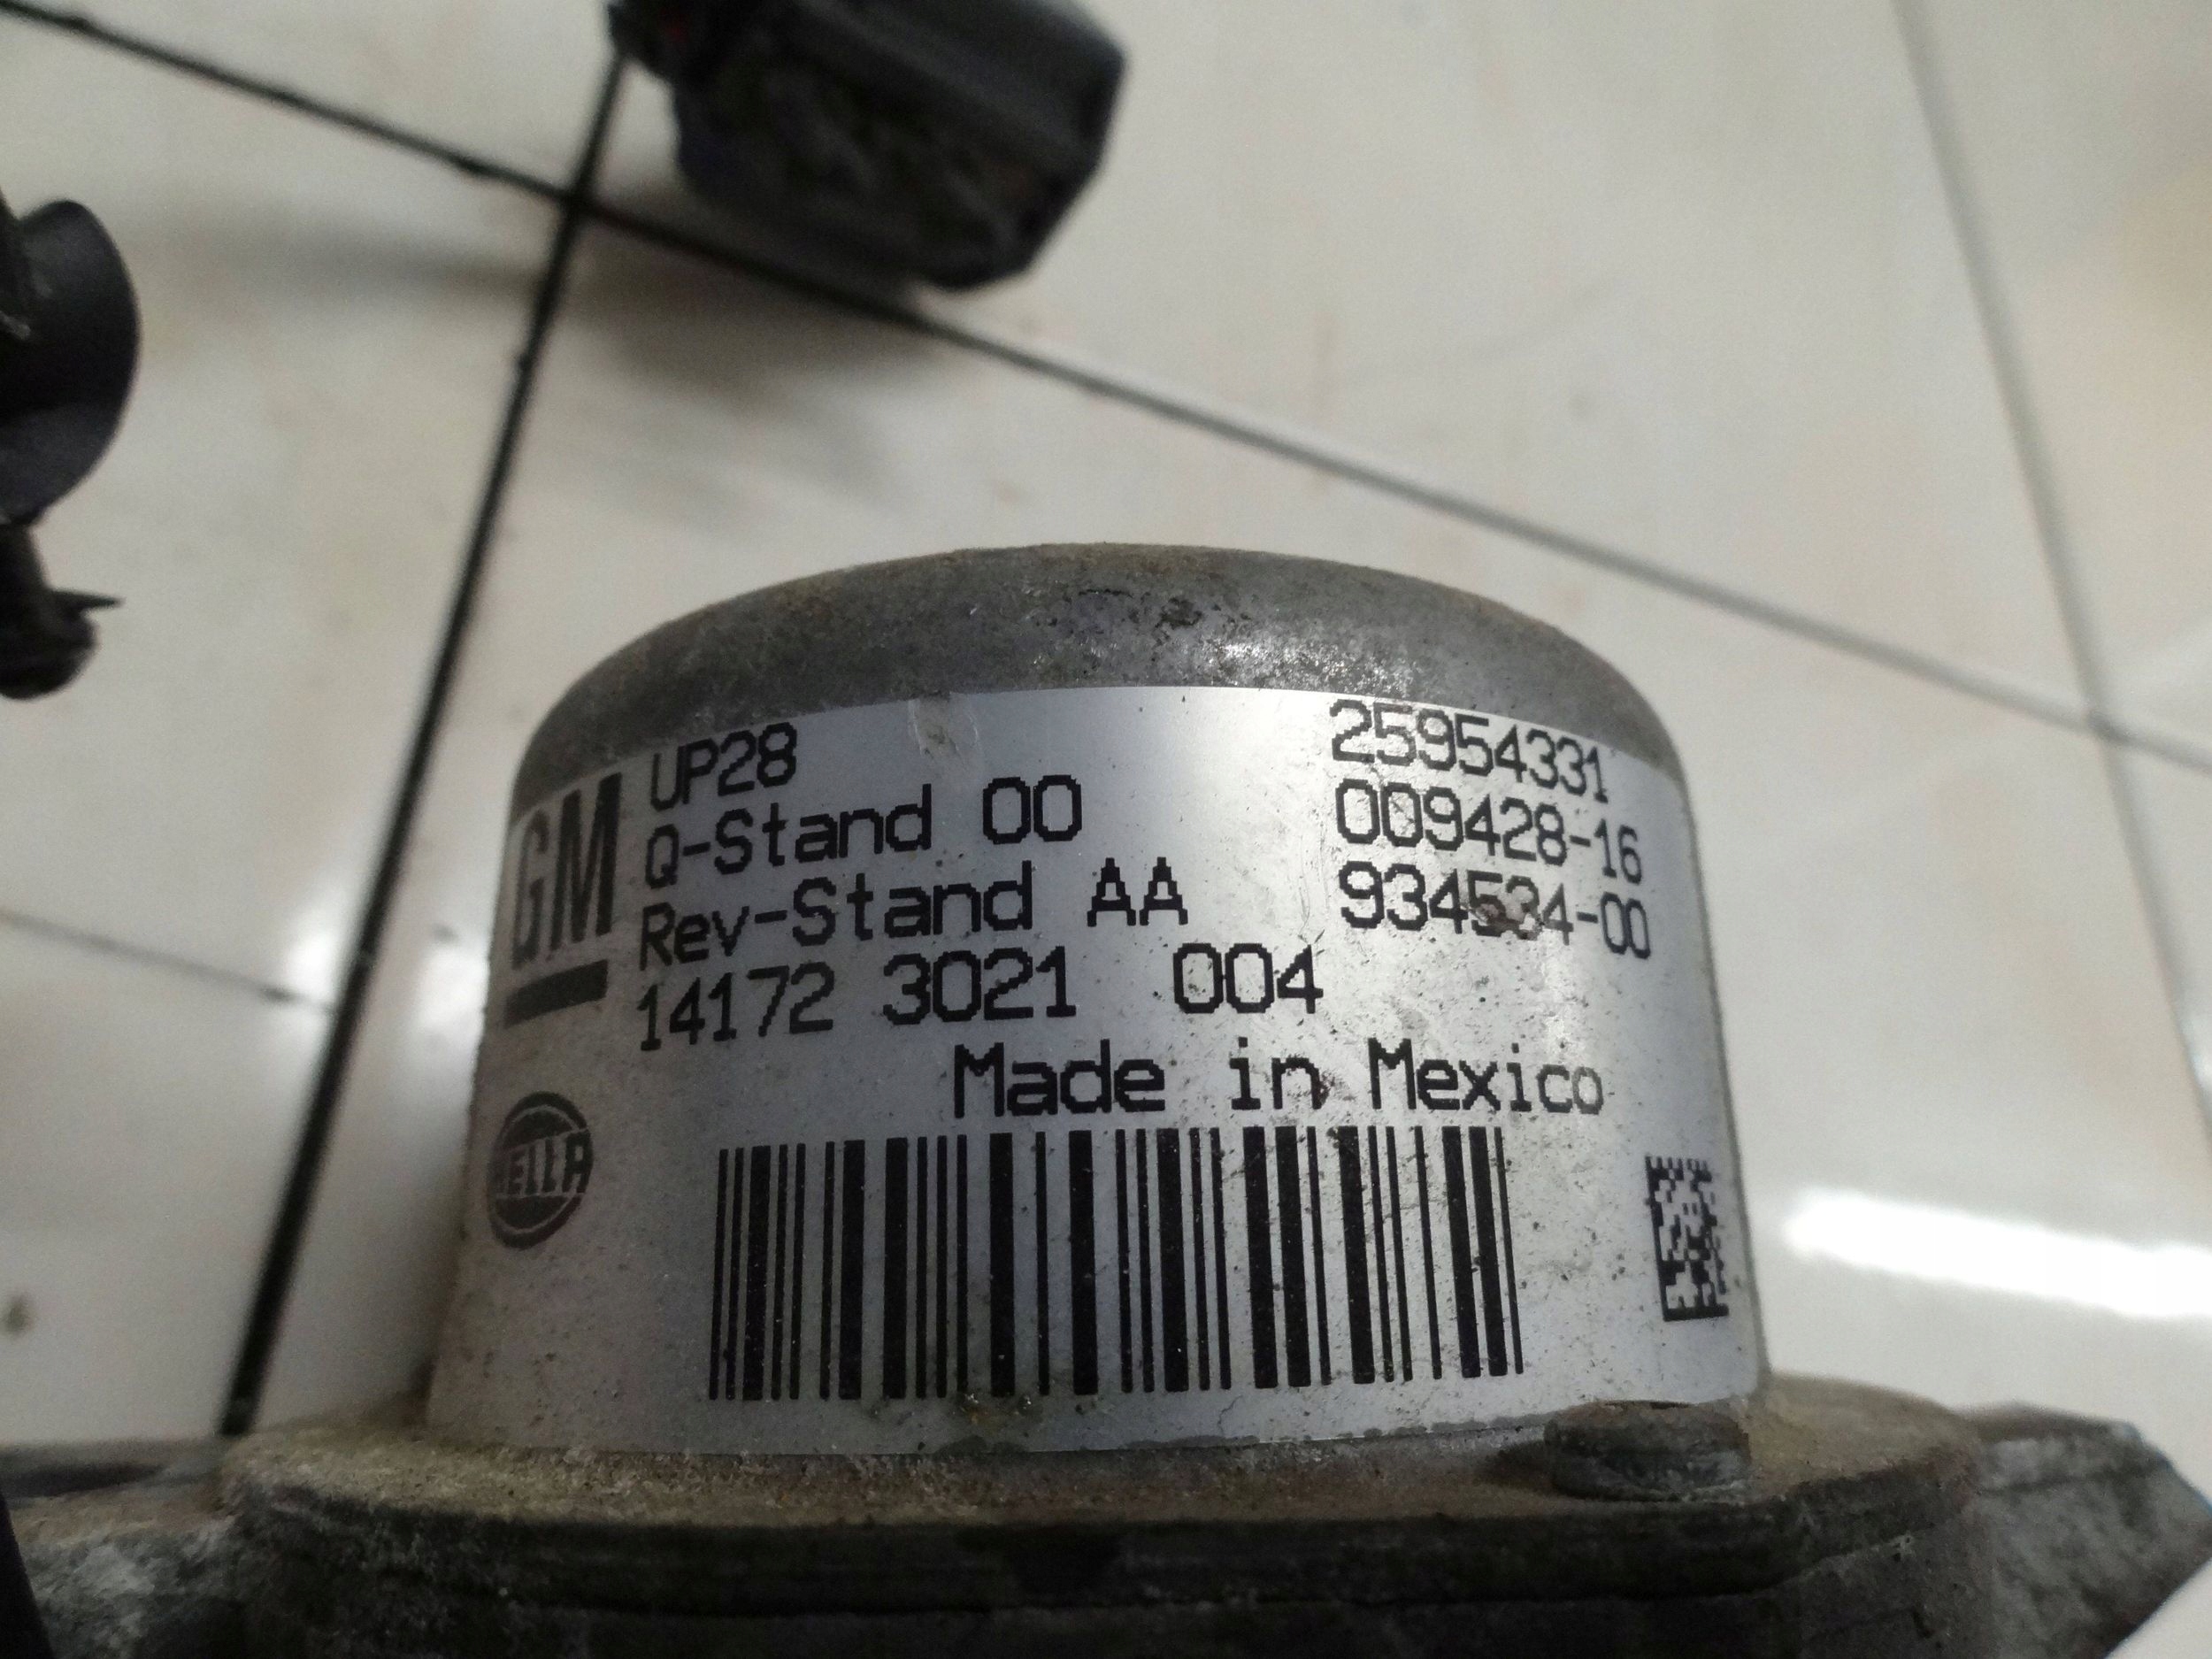 GM
UP28
Q-Stand 00
Rev-Stand AA
14172 3021 004
25954331
009428-16
934534-00
Made in Mexico
HELLA